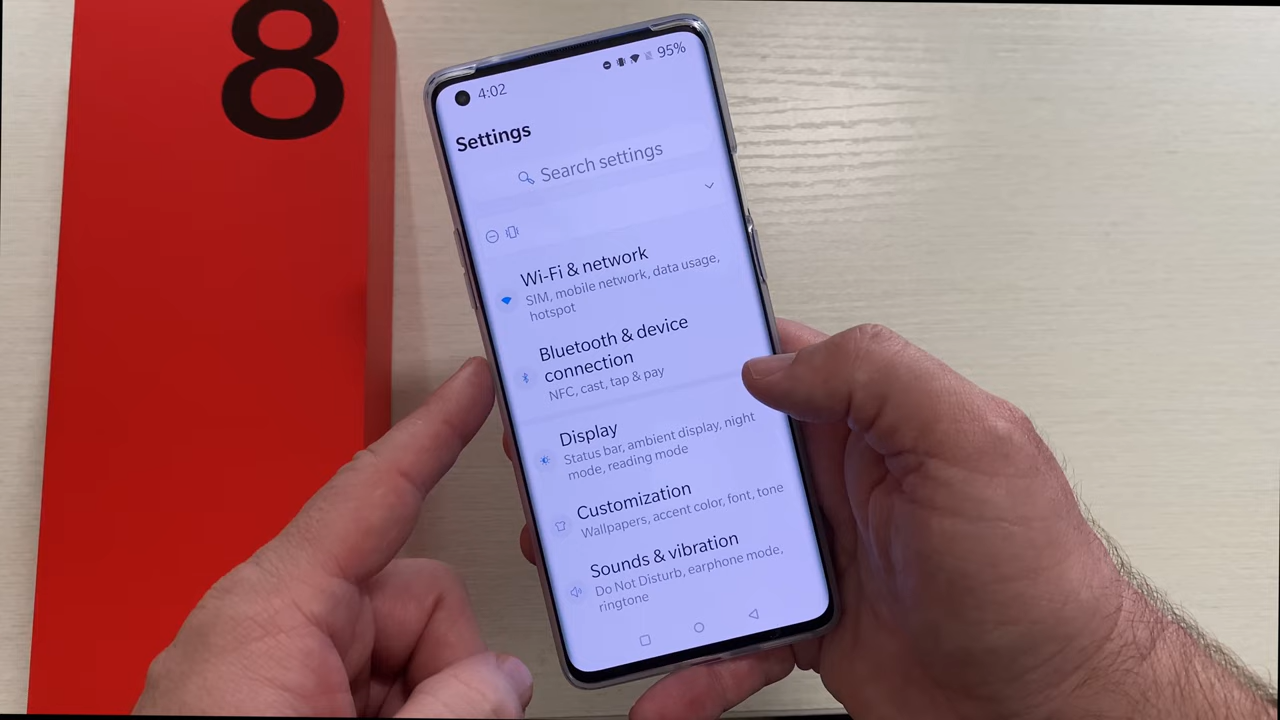 8
4:02
95%
Settings
Search settings
Wi-Fi & network
SIM, mobile network, data usage,
hotspot
Bluetooth & device
connection
NFC, cast, tap & pay
Display
Status bar, ambient display, night
mode, reading mode
Customization
Wallpapers, accent color, font, tone
Sounds & vibration
Do Not Disturb, earphone mode,
ringtone